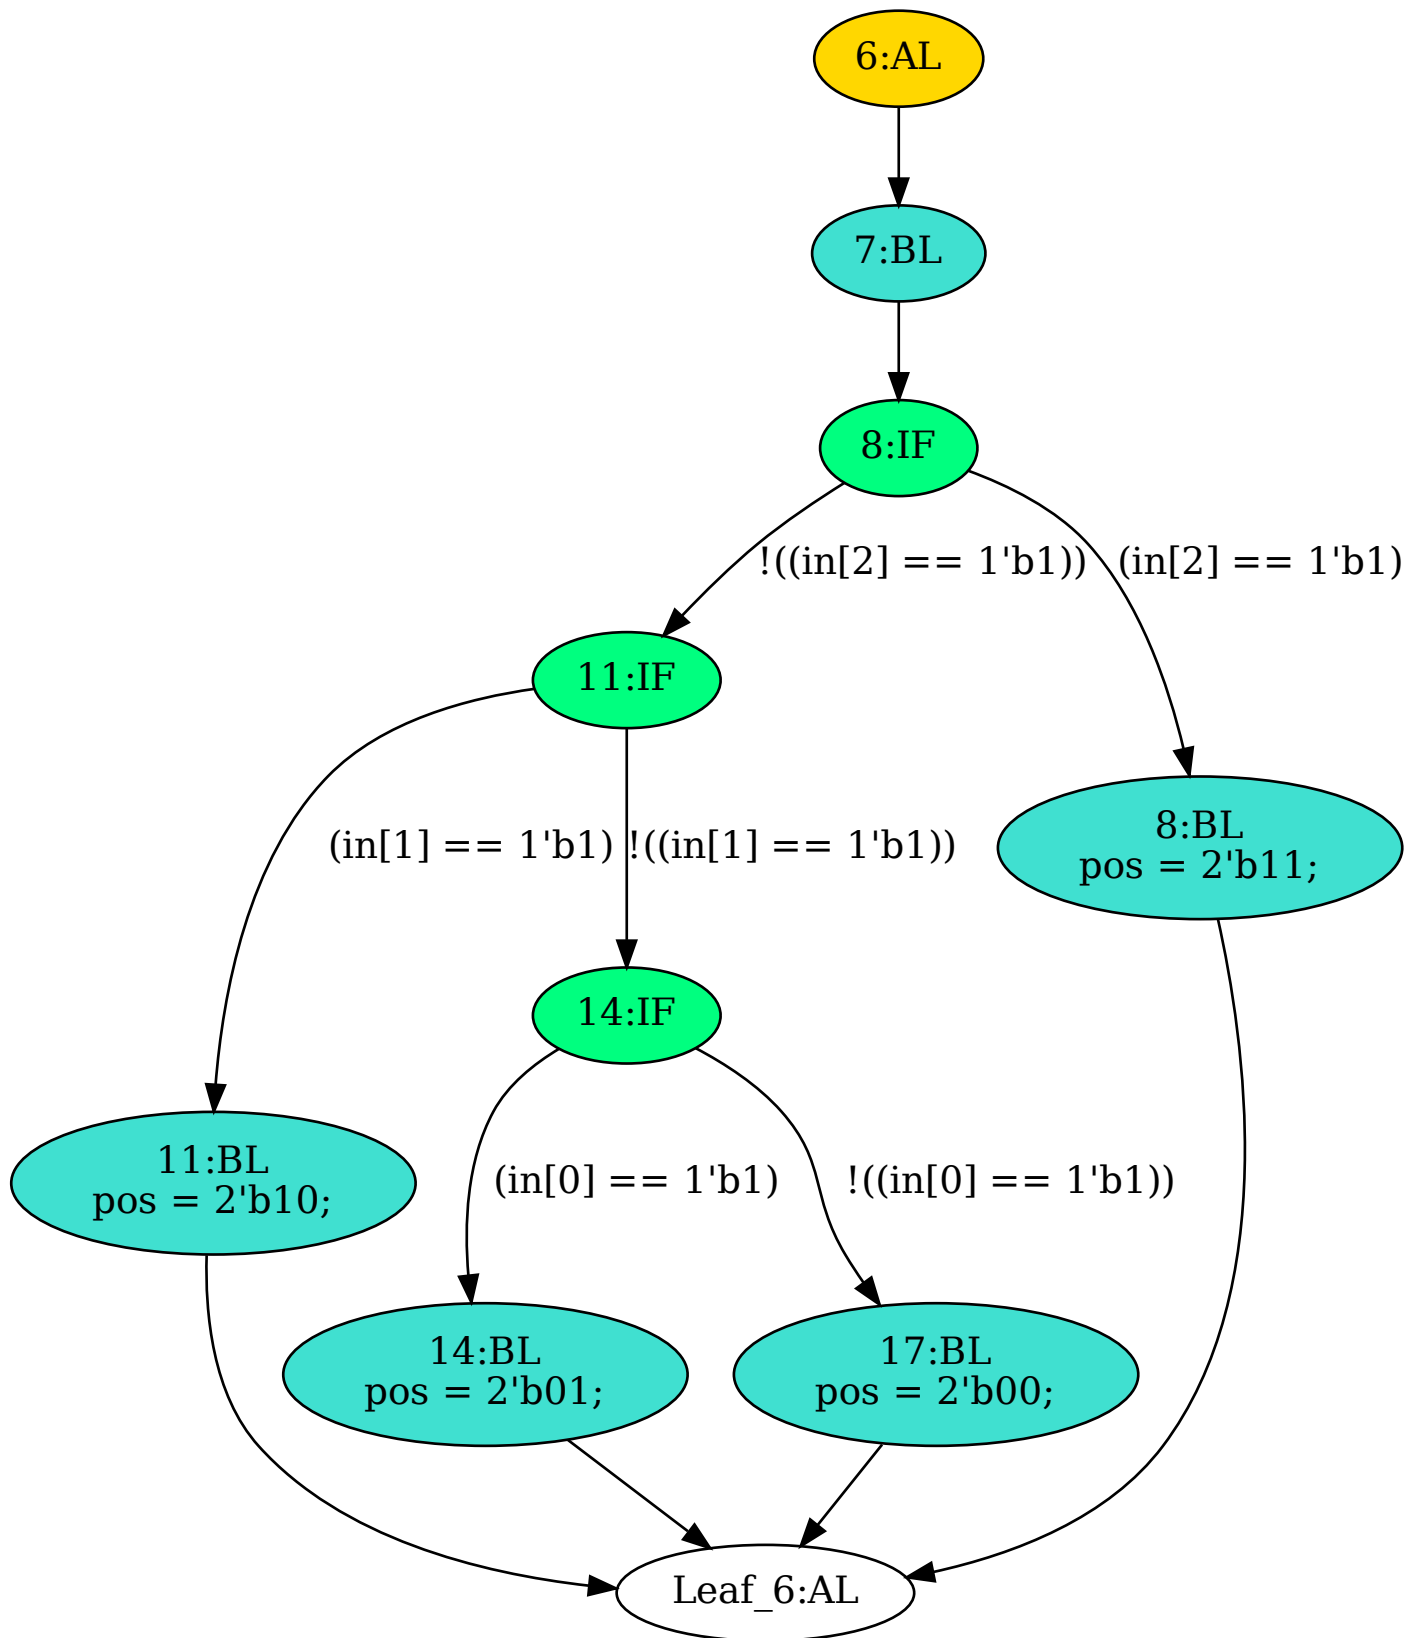 6:AL
7:BL
8:IF
!((in[2] == 1'b1))
(in[2] == 1'b1)
11:IF
(in[1] == 1'b1)
!((in[1] == 1'b1))
8:BL
pos = 2'b11;
14:IF
11:BL
pos = 2'b10;
(in[0] == 1'b1)
!((in[0] == 1'b1))
14:BL
pos = 2'b01;
17:BL
pos = 2'b00;
Leaf_6:AL